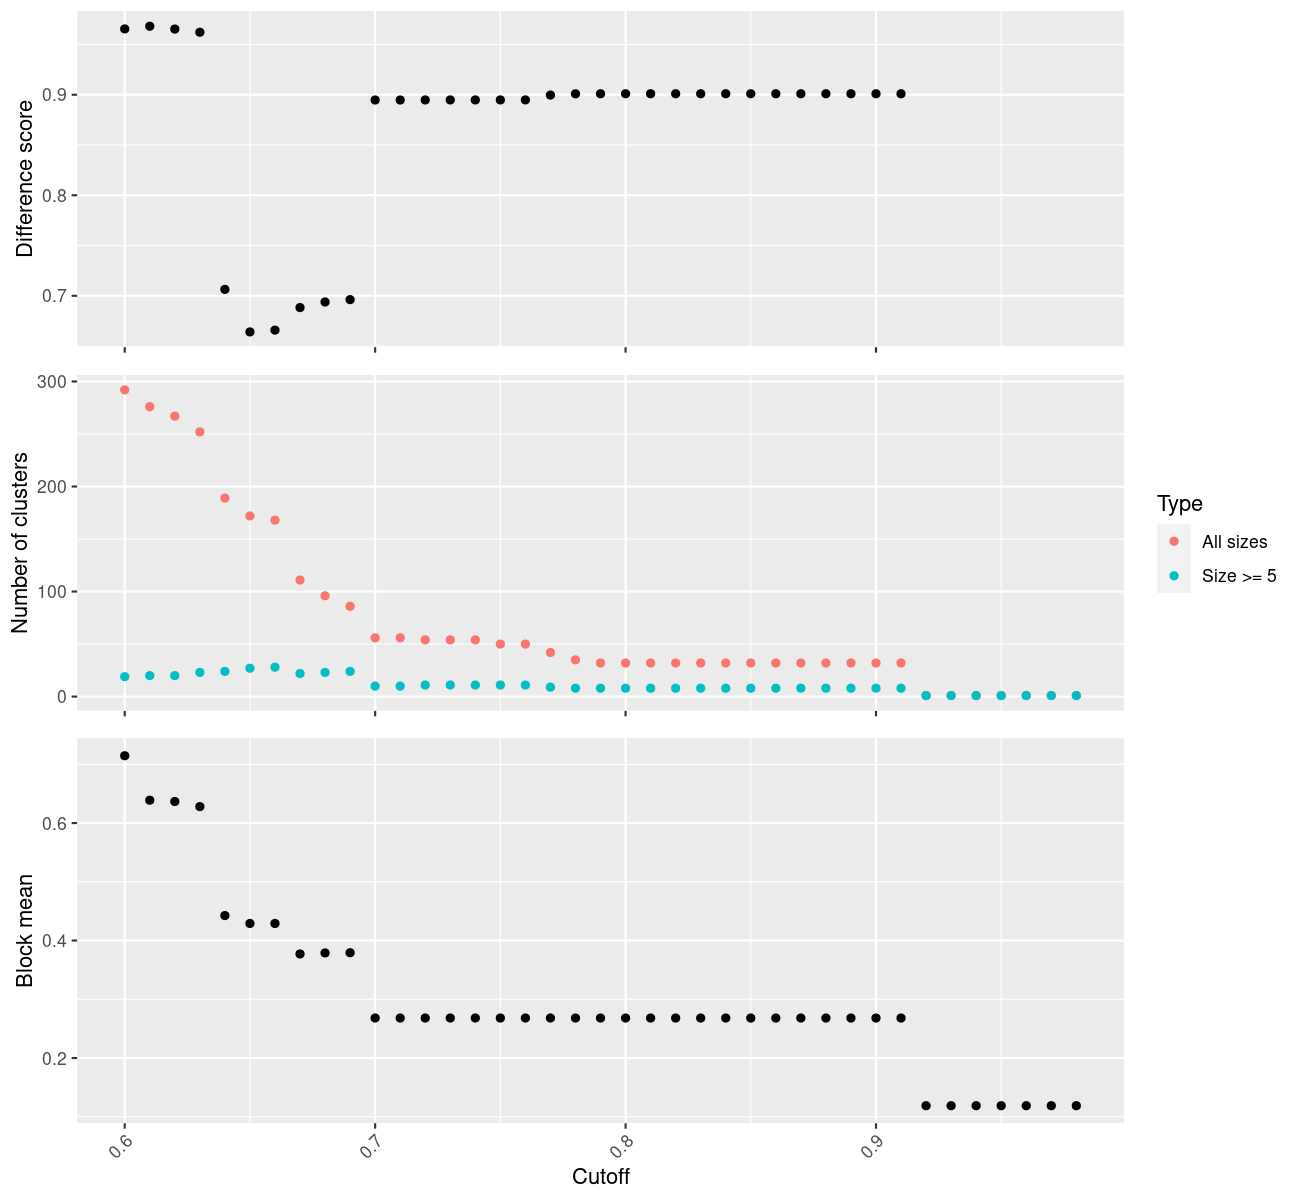 Difference score
0.9
0.8
0.7
Number of clusters
300
200
100
0
Type
All sizes
Size >= 5
Block mean
0.6
0.4
0.2
0.6
0.7
0.8
0.9
Cutoff